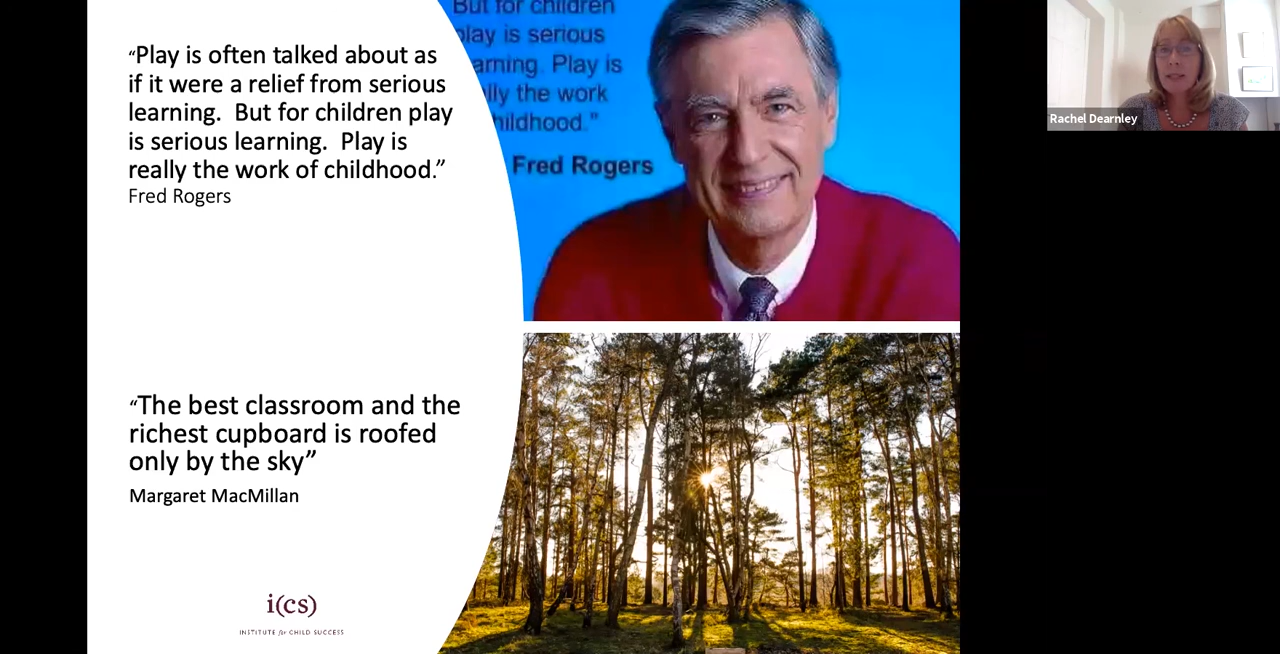 “Play is often talked about as
if it were a relief from serious
learning.  But for children play
is serious learning.  Play is
really the work of childhood.”
Fred Rogers
But for children
play is serious
arning. Play is
lly the work
hildhood."
Fred Rogers
“The best classroom and the
richest cupboard is roofed
only by the sky”
Margaret MacMillan
i(cs)
INSTITUTE for CHILD SUCCESS
Rachel Dearnley